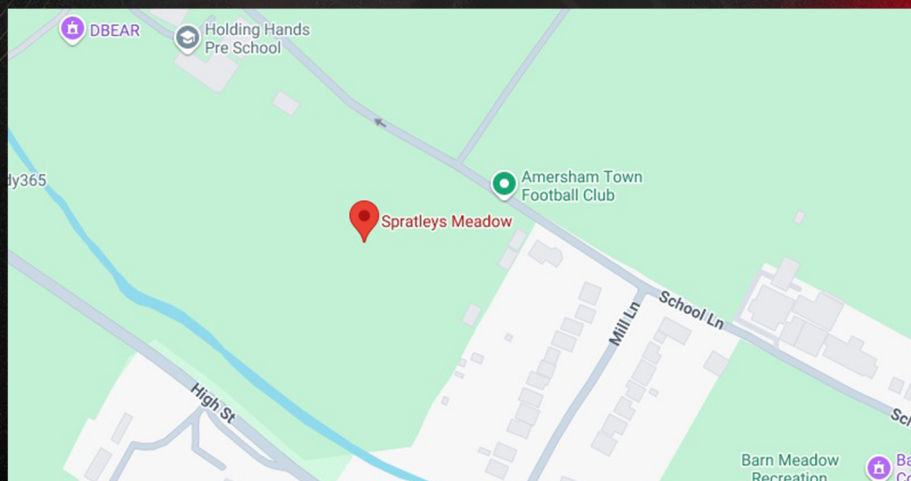 DBEAR
Holding Hands
Pre School
dy365
Amersham Town
Football Club
Spratleys Meadow
School Ln
Mill Ln
High St
Barn Meadow
Recreation